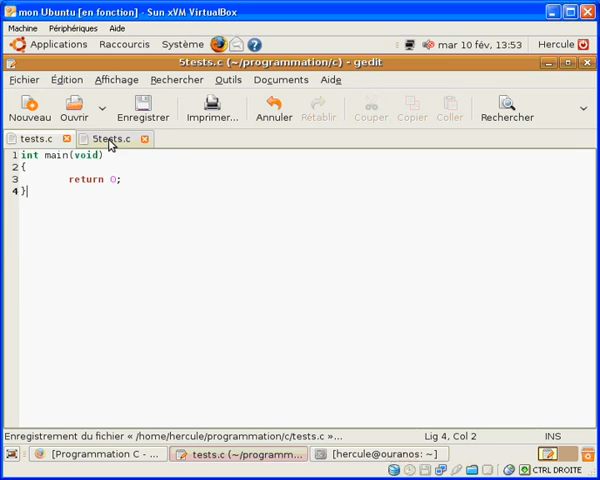 mon Ubuntu [en fonction] - Sun xVM VirtualBox
Machine Périphériques Aide
Applications Raccourcis Système mar 10 fév, 13:53 Hercule
5tests.c (~/programmation/c) - gedit
Fichier Édition Affichage Rechercher Outils Documents Aide
Nouveau Ouvrir Enregistrer Imprimer... Annuler Rétablir Couper Copier Coller Rechercher
tests.c 5tests.c
1 int main(void)
2 {
3 return 0;
4 }
Enregistrement du fichier « /home/hercule/programmation/c/tests.c »... Lig 4, Col 2 INS
[Programmation C - ... tests.c (~/programm... [hercule@ouranos: ~]
CTRL DROITE